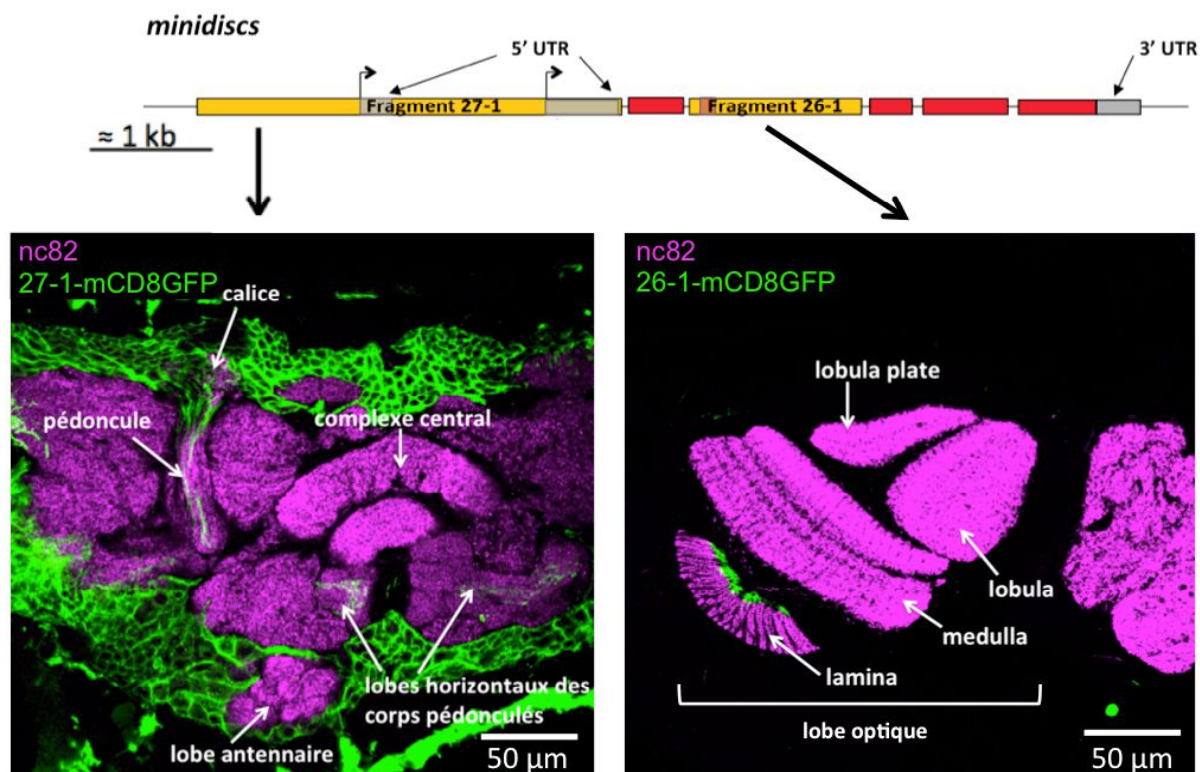 minidiscs
5' UTR
3' UTR
Fragment 27-1
Fragment 26-1
≈ 1 kb
nc82
27-1-mCD8GFP
calice
pédoncule
complexe central
lobes horizontaux des
corps pédonculés
lobe antennaire
50 µm
nc82
26-1-mCD8GFP
lobula plate
lobula
medulla
lamina
lobe optique
50 µm